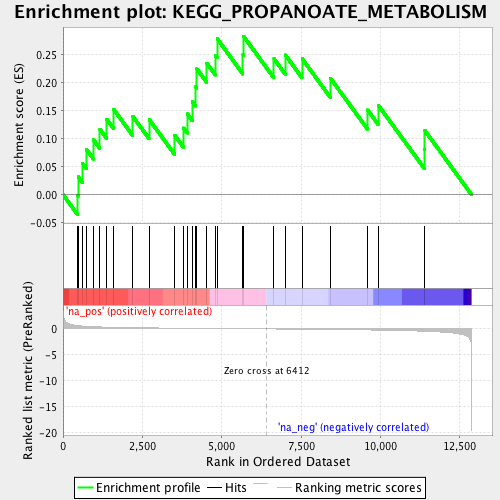 Enrichment plot: KEGG_PROPANOATE_METABOLISM
Enrichment score (ES)
0.25
0.20
0.15
0.10
0.05
0.00
-0.05
'na_pos' (positively correlated)
Ranked list metric (PreRanked)
0
-5
-10
-15
-20
Zero cross at 6412
'na_neg' (negatively correlated)
0
2,500
5,000
7,500
10,000
12,500
Rank in Ordered Dataset
Enrichment profile
Hits
Ranking metric scores